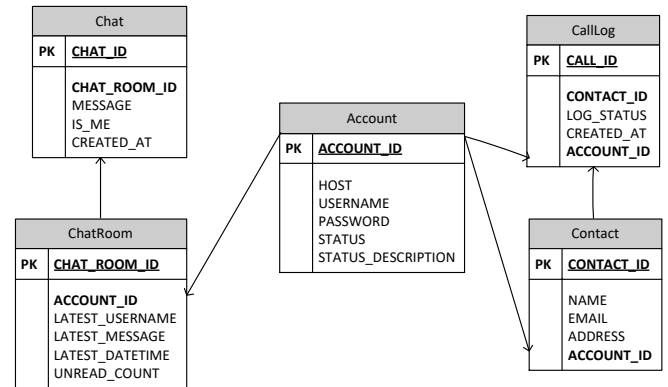 Chat
PK CHAT_ID
CHAT_ROOM_ID
MESSAGE
IS_ME
CREATED_AT
ChatRoom
PK CHAT_ROOM_ID
ACCOUNT_ID
LATEST_USERNAME
LATEST_MESSAGE
LATEST_DATETIME
UNREAD_COUNT
Account
PK ACCOUNT_ID
HOST
USERNAME
PASSWORD
STATUS
STATUS_DESCRIPTION
CallLog
PK CALL_ID
CONTACT_ID
LOG_STATUS
CREATED_AT
ACCOUNT_ID
Contact
PK CONTACT_ID
NAME
EMAIL
ADDRESS
ACCOUNT_ID